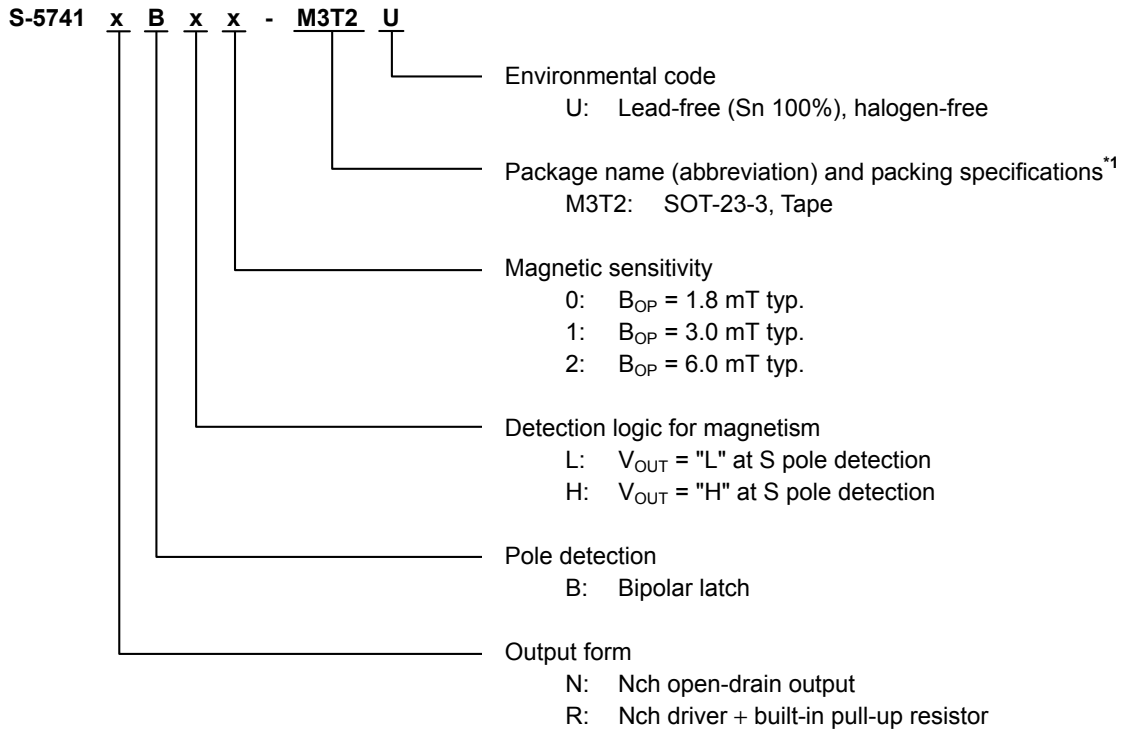 S-5741 x B x x - M3T2 U
Environmental code
U: Lead-free (Sn 100%), halogen-free
Package name (abbreviation) and packing specifications*1
M3T2: SOT-23-3, Tape
Magnetic sensitivity
0: BOP = 1.8 mT typ.
1: BOP = 3.0 mT typ.
2: BOP = 6.0 mT typ.
Detection logic for magnetism
L: VOUT = "L" at S pole detection
H: VOUT = "H" at S pole detection
Pole detection
B: Bipolar latch
Output form
N: Nch open-drain output
R: Nch driver + built-in pull-up resistor